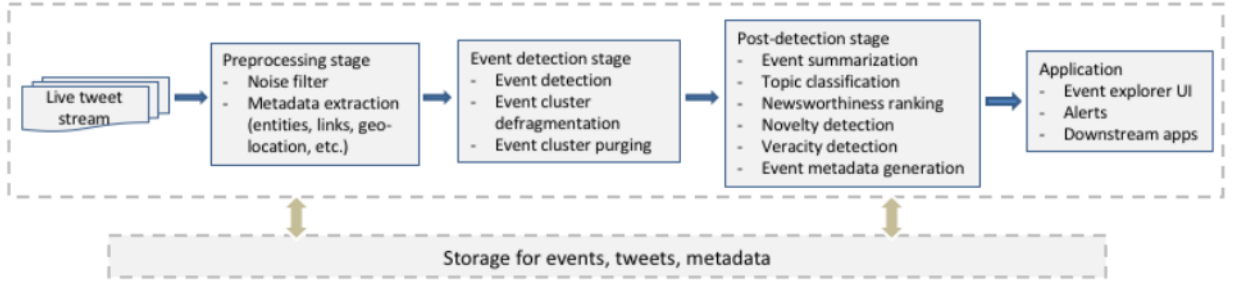 Live tweet
stream
Preprocessing stage
- Noise filter
- Metadata extraction
(entities, links, geo-
location, etc.)
Event detection stage
- Event detection
- Event cluster
defragmentation
- Event cluster purging
Post-detection stage
- Event summarization
- Topic classification
- Newsworthiness ranking
- Novelty detection
- Veracity detection
- Event metadata generation
Application
- Event explorer UI
- Alerts
- Downstream apps
Storage for events, tweets, metadata